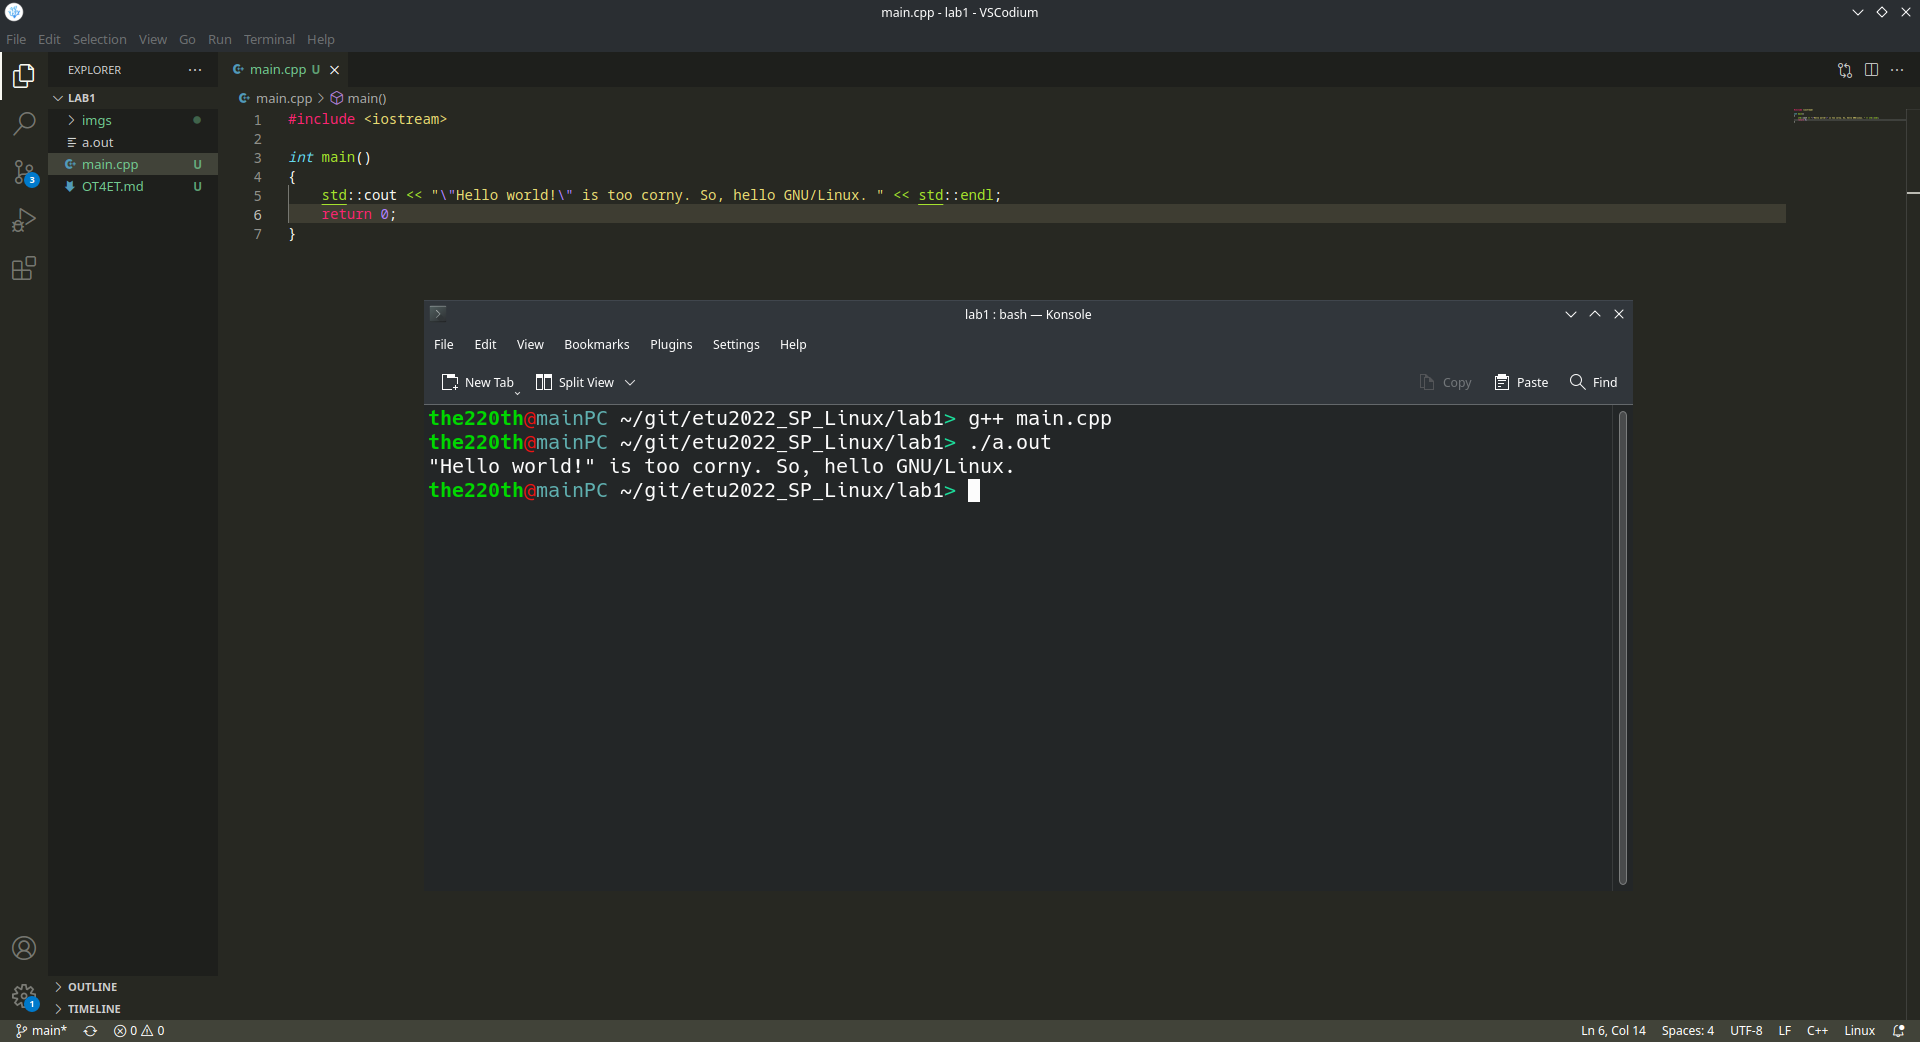 main.cpp - lab1 - VSCodium
File Edit Selection View Go Run Terminal Help
EXPLORER
main.cpp U
LAB1
main.cpp > main()
imgs
a.out
main.cpp U
OT4ET.md U
1 #include <iostream>
2
3 int main()
4 {
5 std::cout << "\"Hello world!\" is too corny. So, hello GNU/Linux. " << std::endl;
6 return 0;
7 }
lab1 : bash — Konsole
File Edit View Bookmarks Plugins Settings Help
New Tab Split View Copy Paste Find
the220th@mainPC ~/git/etu2022_SP_Linux/lab1> g++ main.cpp
the220th@mainPC ~/git/etu2022_SP_Linux/lab1> ./a.out
"Hello world!" is too corny. So, hello GNU/Linux.
the220th@mainPC ~/git/etu2022_SP_Linux/lab1>
3
1
OUTLINE
TIMELINE
main* 0 0 Ln 6, Col 14 Spaces: 4 UTF-8 LF C++ Linux